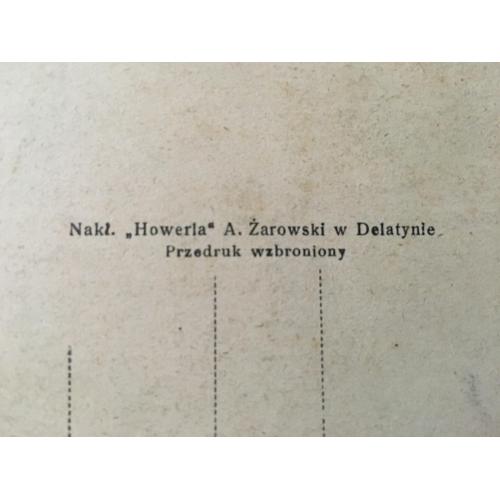 Nakł. „Howerla“ A. Żarowski w Delatynie
Przedruk wzbroniony